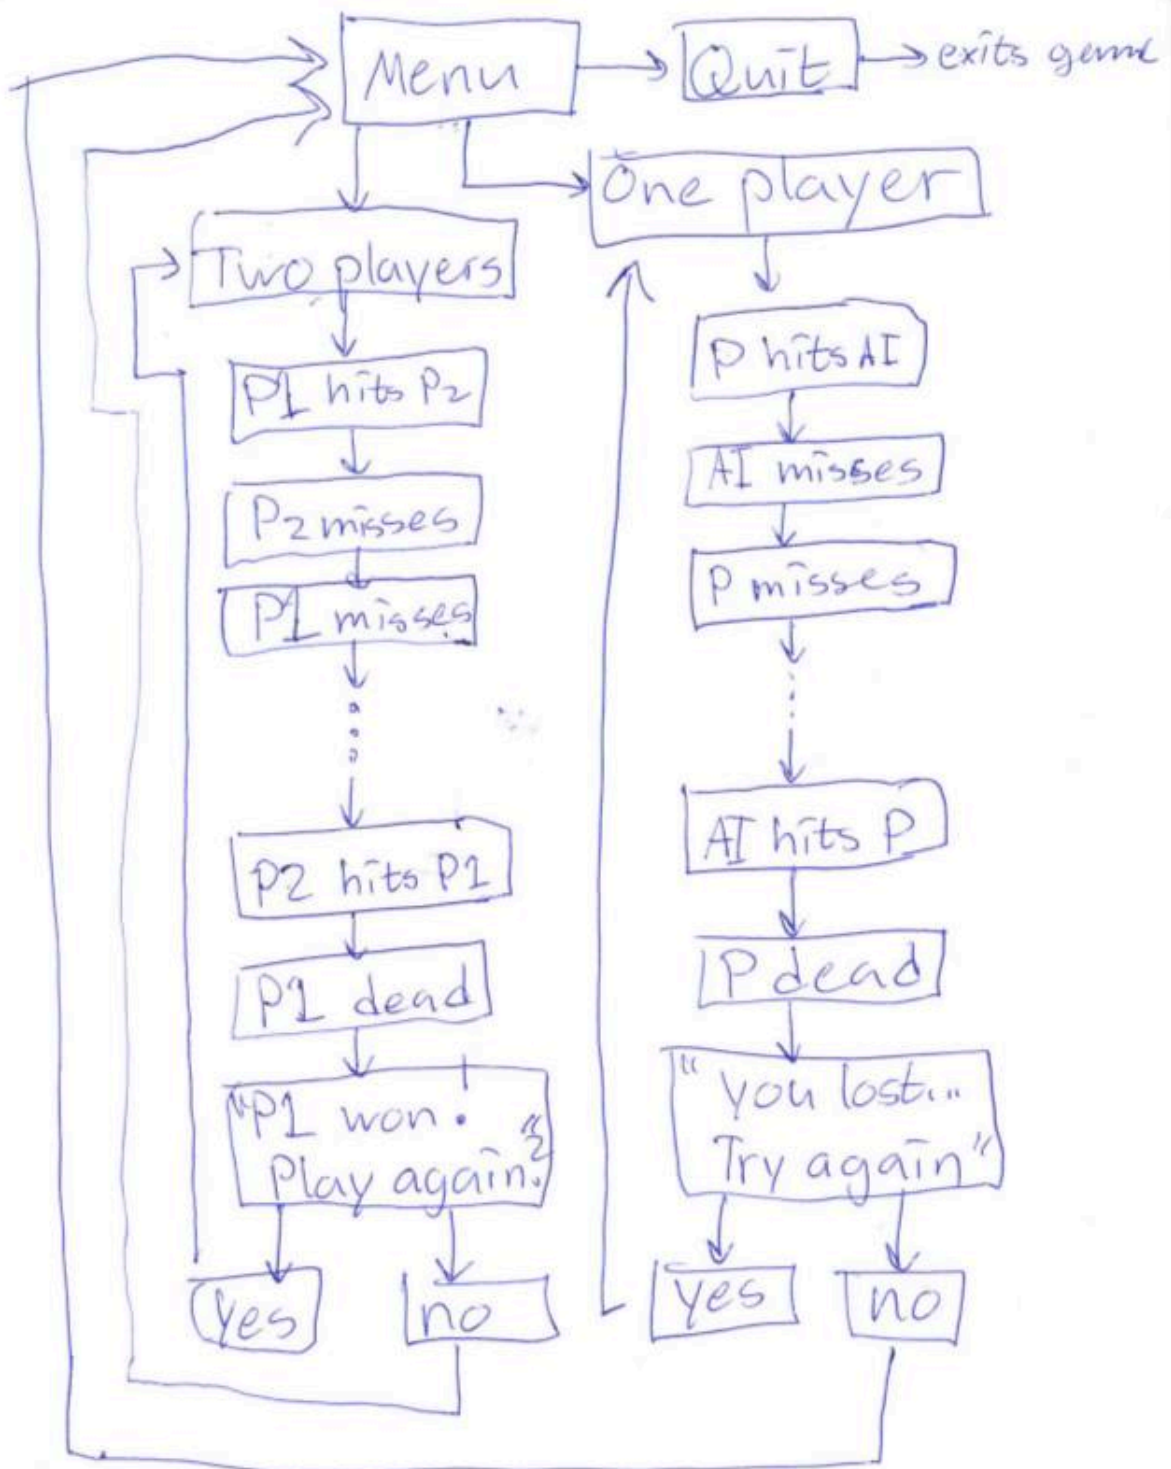 Menu
Quit
exits game
One player
Two players
P hits AI
P1 hits P2
AI misses
P2 misses
P misses
P1 misses
AI hits P
P2 hits P1
P dead
P1 dead
"You lost...
Try again"
"P1 won!
Play again?"
yes
no
yes
no